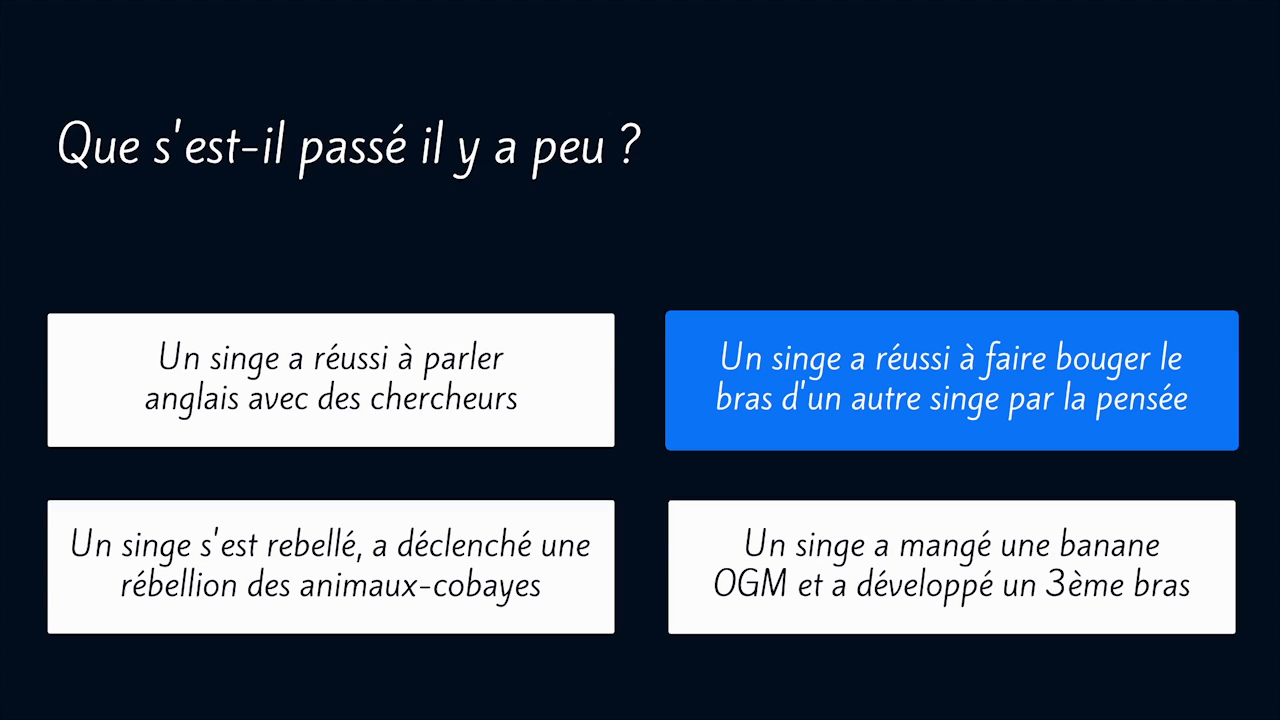 Que s'est-il passé il y a peu ?
Un singe a réussi à parler
anglais avec des chercheurs
Un singe a réussi à faire bouger le
bras d'un autre singe par la pensée
Un singe s'est rebellé, a déclenché une
rébellion des animaux-cobayes
Un singe a mangé une banane
OGM et a développé un 3ème bras